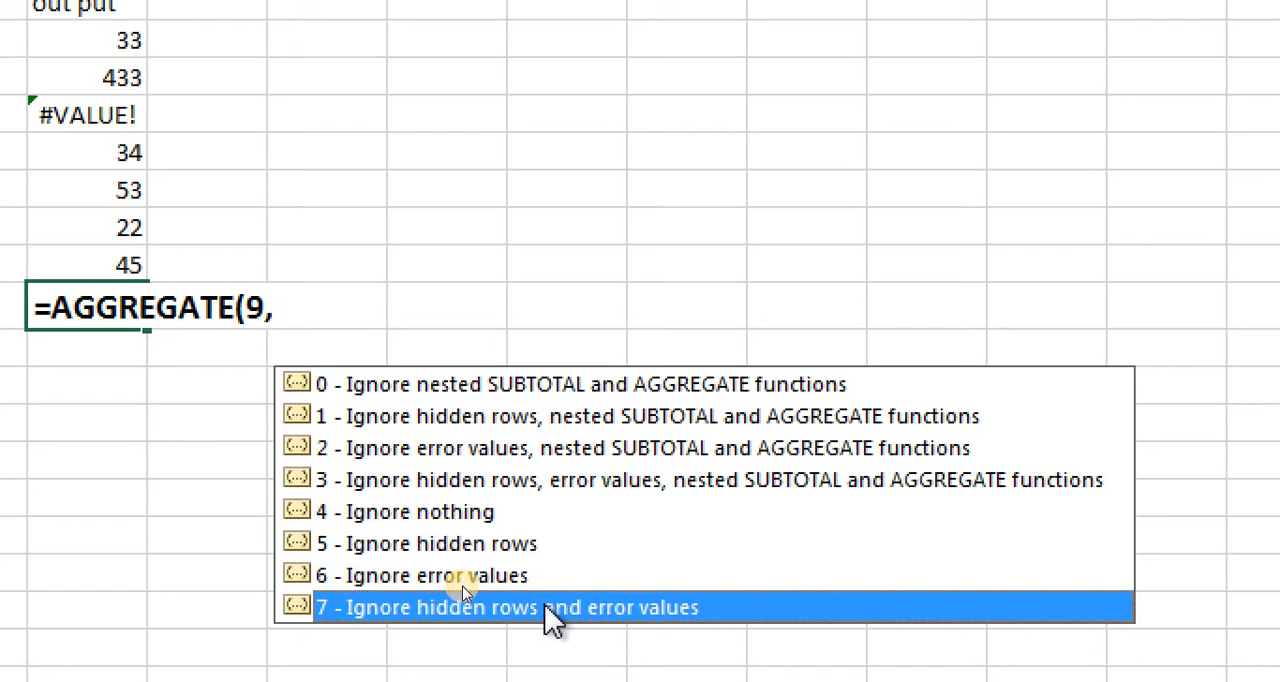 out put
33
433
#VALUE!
34
53
22
45
=AGGREGATE(9,
0 - Ignore nested SUBTOTAL and AGGREGATE functions
1 - Ignore hidden rows, nested SUBTOTAL and AGGREGATE functions
2 - Ignore error values, nested SUBTOTAL and AGGREGATE functions
3 - Ignore hidden rows, error values, nested SUBTOTAL and AGGREGATE functions
4 - Ignore nothing
5 - Ignore hidden rows
6 - Ignore error values
7 - Ignore hidden rows and error values